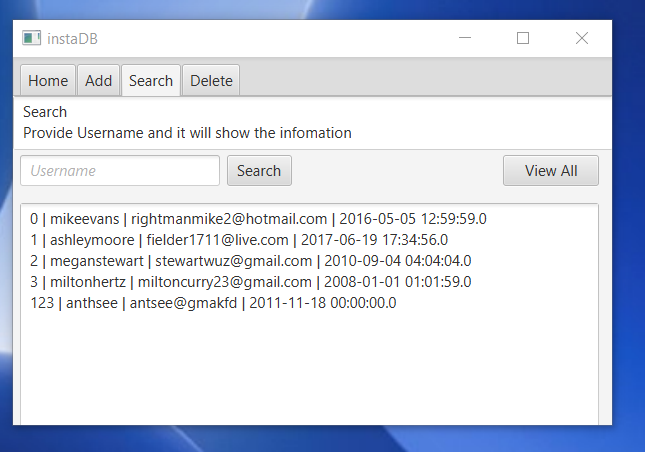 instaDB
Home Add Search Delete
Search
Provide Username and it will show the infomation
Username Search View All
0 | mikeevans | rightmanmike2@hotmail.com | 2016-05-05 12:59:59.0
1 | ashleymoore | fielder1711@live.com | 2017-06-19 17:34:56.0
2 | meganstewart | stewartwuz@gmail.com | 2010-09-04 04:04:04.0
3 | miltonhertz | miltoncurry23@gmail.com | 2008-01-01 01:01:59.0
123 | anthsee | antsee@gmakfd | 2011-11-18 00:00:00.0